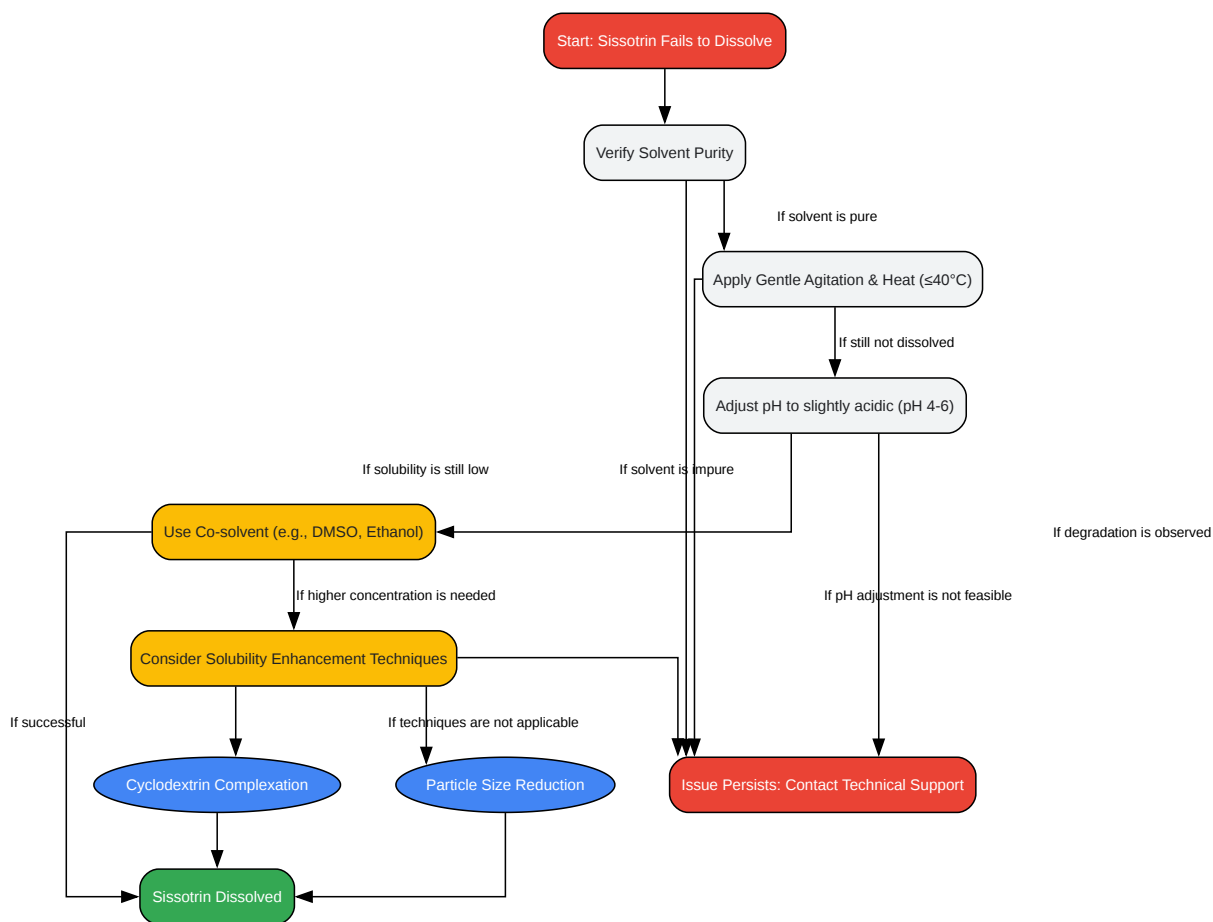 Start: Sissotrin Fails to Dissolve
Verify Solvent Purity
If solvent is pure
Apply Gentle Agitation & Heat (≤40°C)
If still not dissolved
Adjust pH to slightly acidic (pH 4-6)
If solubility is still low
If solvent is impure
Use Co-solvent (e.g., DMSO, Ethanol)
If degradation is observed
If higher concentration is needed
If pH adjustment is not feasible
Consider Solubility Enhancement Techniques
If successful
If techniques are not applicable
Cyclodextrin Complexation
Particle Size Reduction
Issue Persists: Contact Technical Support
Sissotrin Dissolved